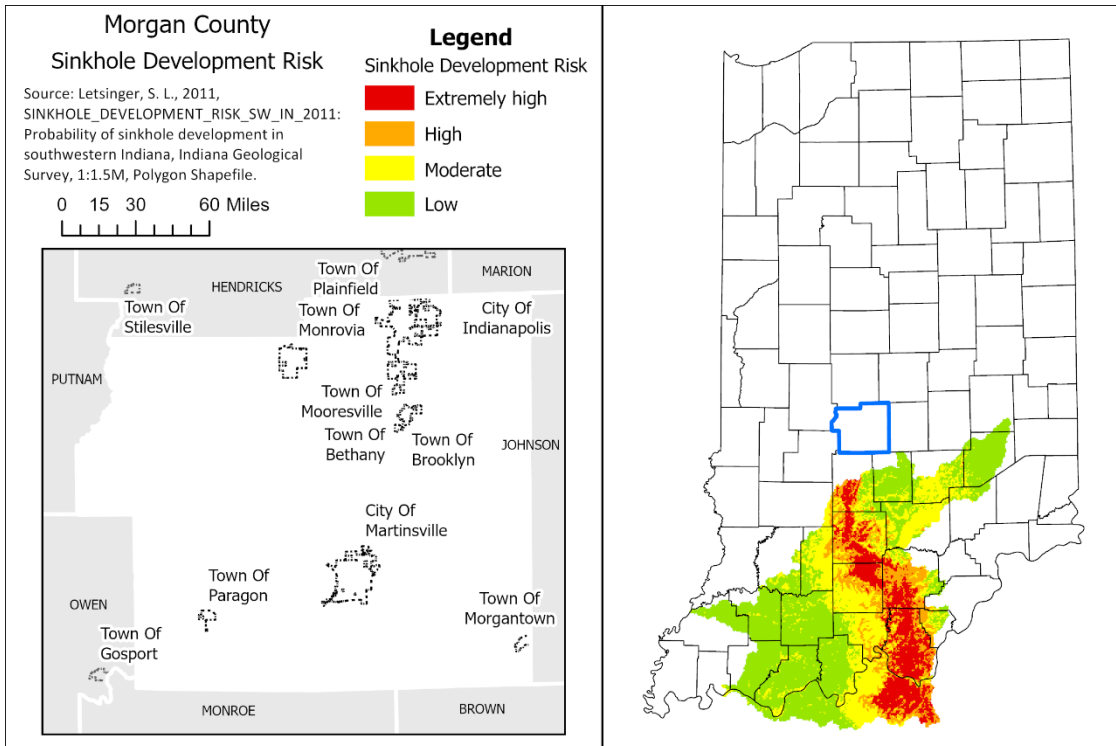 Morgan County
Sinkhole Development Risk
Source: Letsinger, S. L., 2011,
SINKHOLE_DEVELOPMENT_RISK_SW_IN_2011:
Probability of sinkhole development in
southwestern Indiana, Indiana Geological
Survey, 1:1.5M, Polygon Shapefile.
0 15 30 60 Miles
Legend
Sinkhole Development Risk
Extremely high
High
Moderate
Low
HENDRICKS
MARION
Town Of
Plainfield
Town Of
Stilesville
Town Of
Monrovia
City Of
Indianapolis
PUTNAM
Town Of
Mooresville
Town Of
Bethany
Town Of
Brooklyn
JOHNSON
City Of
Martinsville
Town Of
Paragon
OWEN
Town Of
Morgantown
Town Of
Gosport
MONROE
BROWN